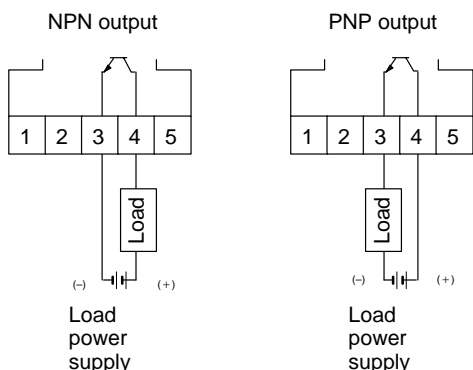 NPN output
1 2 3 4 5
Load
(–) (+)
Load
power
supply
PNP output
1 2 3 4 5
Load
(–) (+)
Load
power
supply